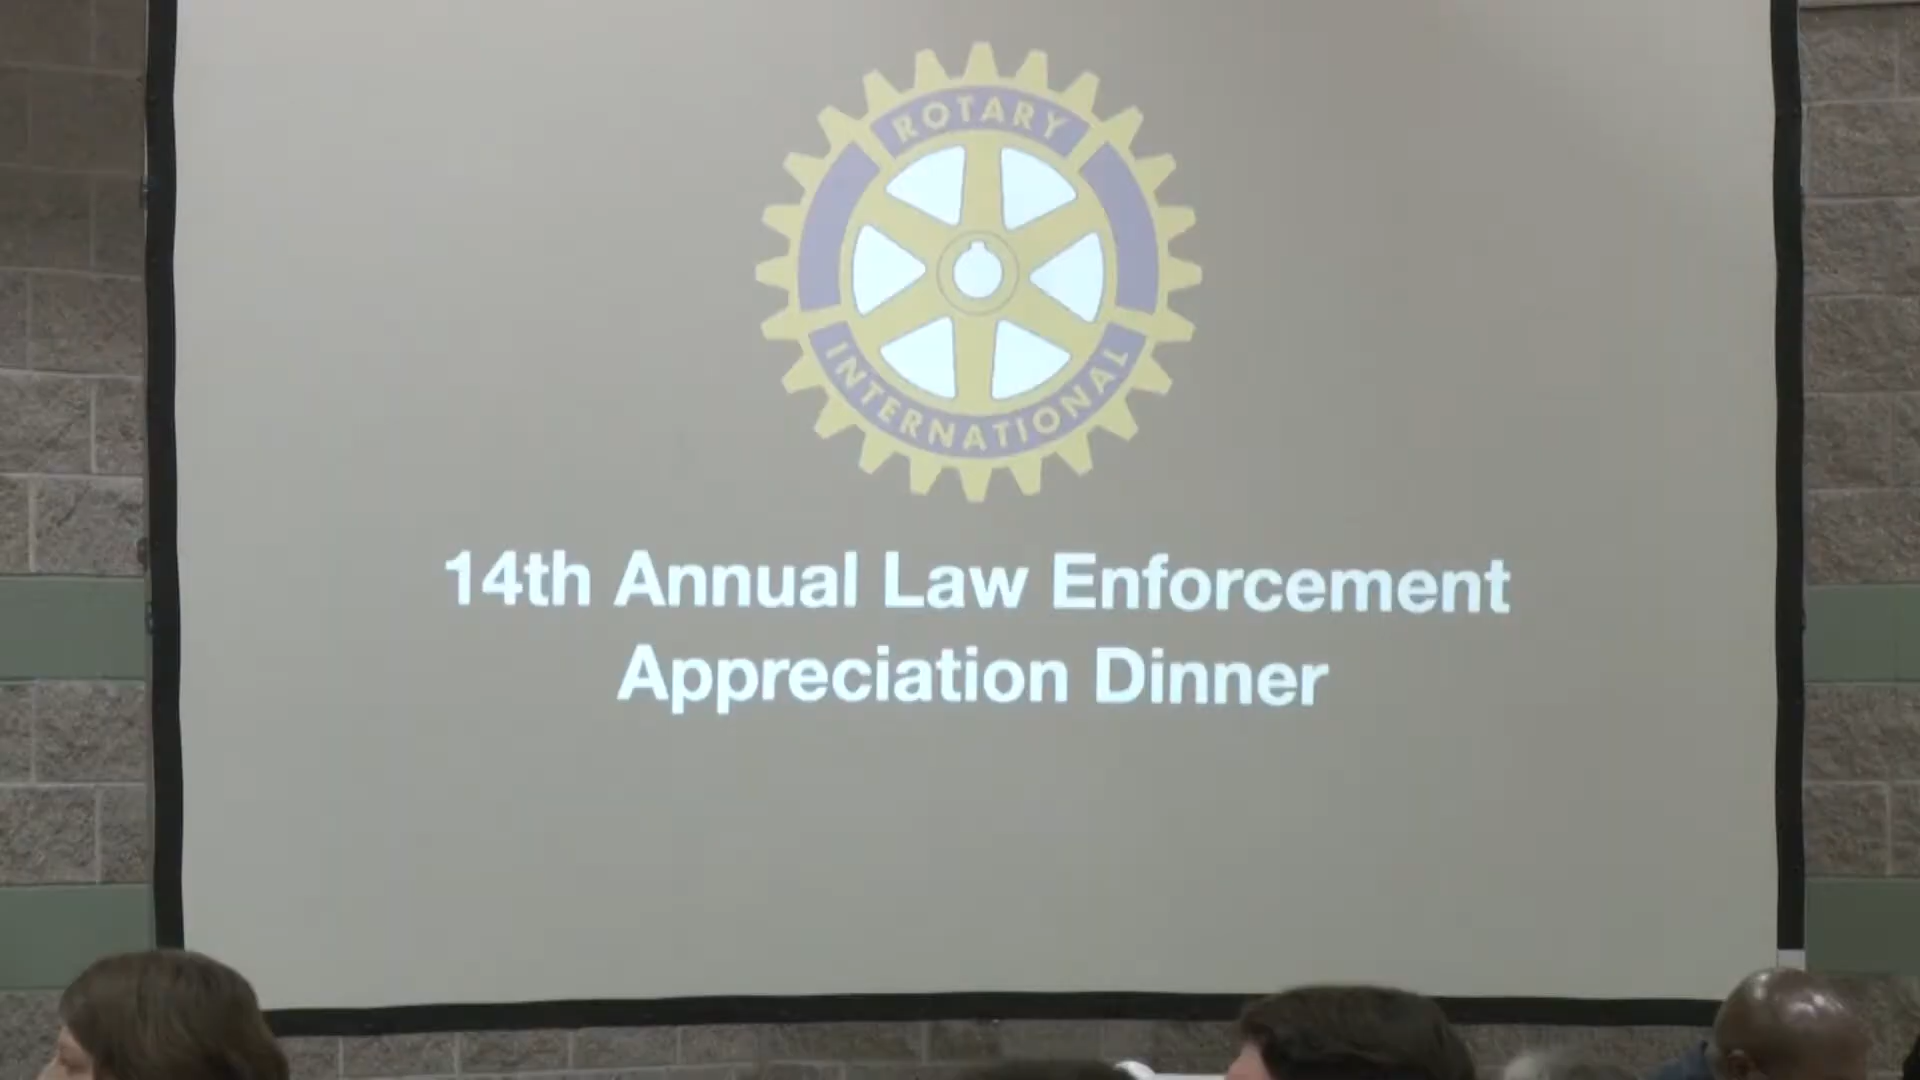 ROTARY
INTERNATIONAL
14th Annual Law Enforcement
Appreciation Dinner